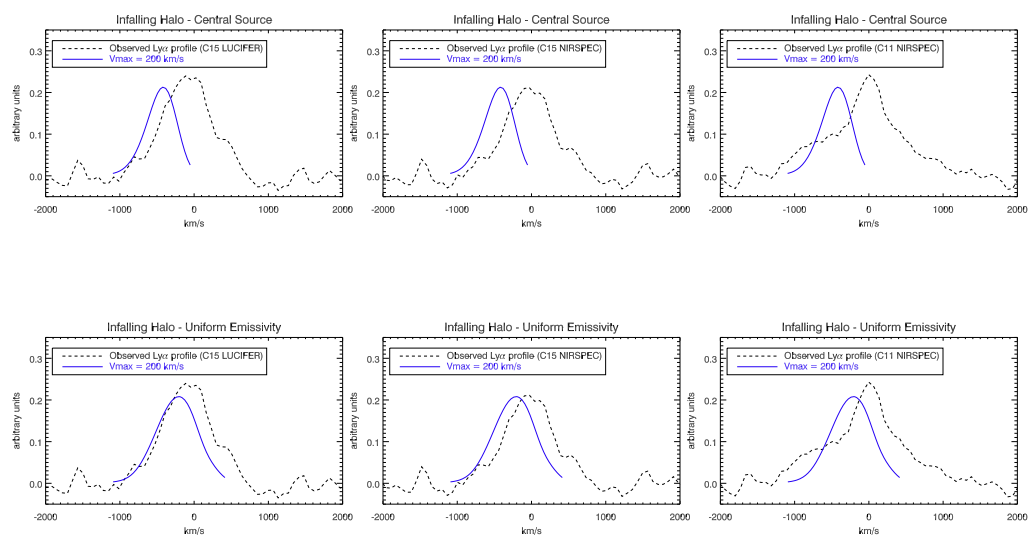 Infalling Halo - Central Source
Infalling Halo - Central Source
Infalling Halo - Central Source
Observed Lyα profile (C15 LUCIFER)
Vmax = 200 km/s
Observed Lyα profile (C15 NIRSPEC)
Vmax = 200 km/s
Observed Lyα profile (C11 NIRSPEC)
Vmax = 200 km/s
arbitrary units
0.3
0.2
0.1
0.0
-2000 -1000 0 1000 2000
km/s
arbitrary units
0.3
0.2
0.1
0.0
-2000 -1000 0 1000 2000
km/s
arbitrary units
0.3
0.2
0.1
0.0
-2000 -1000 0 1000 2000
km/s
Infalling Halo - Uniform Emissivity
Infalling Halo - Uniform Emissivity
Infalling Halo - Uniform Emissivity
Observed Lyα profile (C15 LUCIFER)
Vmax = 200 km/s
Observed Lyα profile (C15 NIRSPEC)
Vmax = 200 km/s
Observed Lyα profile (C11 NIRSPEC)
Vmax = 200 km/s
arbitrary units
0.3
0.2
0.1
0.0
-2000 -1000 0 1000 2000
km/s
arbitrary units
0.3
0.2
0.1
0.0
-2000 -1000 0 1000 2000
km/s
arbitrary units
0.3
0.2
0.1
0.0
-2000 -1000 0 1000 2000
km/s